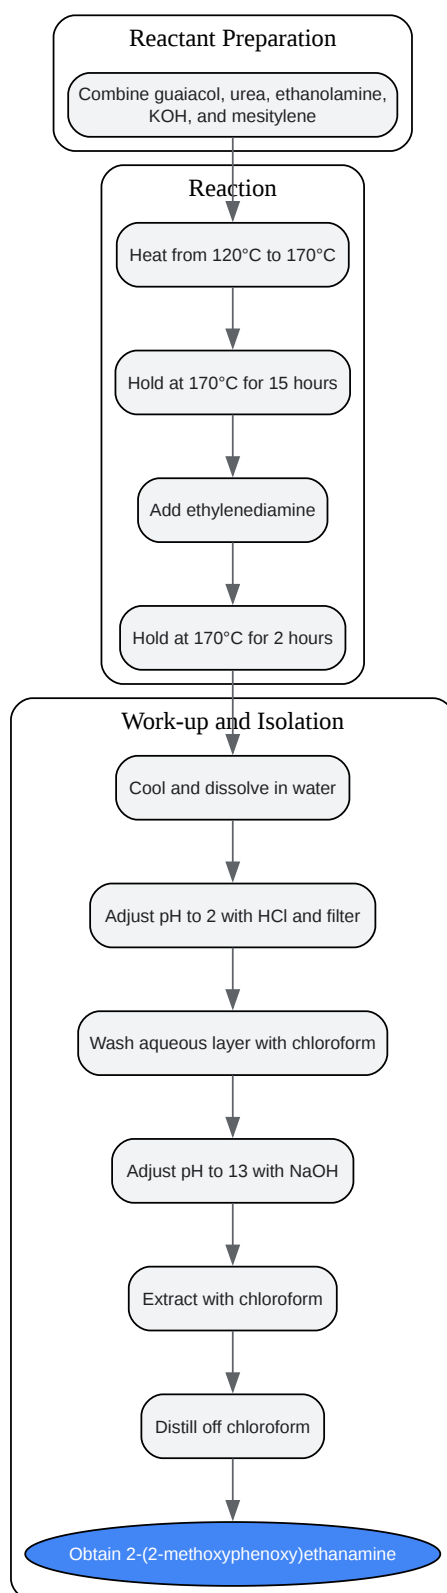 Reactant Preparation
Combine guaiacol, urea, ethanolamine,
KOH, and mesitylene
Reaction
Heat from 120°C to 170°C
Hold at 170°C for 15 hours
Add ethylenediamine
Hold at 170°C for 2 hours
Work-up and Isolation
Cool and dissolve in water
Adjust pH to 2 with HCl and filter
Wash aqueous layer with chloroform
Adjust pH to 13 with NaOH
Extract with chloroform
Distill off chloroform
Obtain 2-(2-methoxyphenoxy)ethanamine